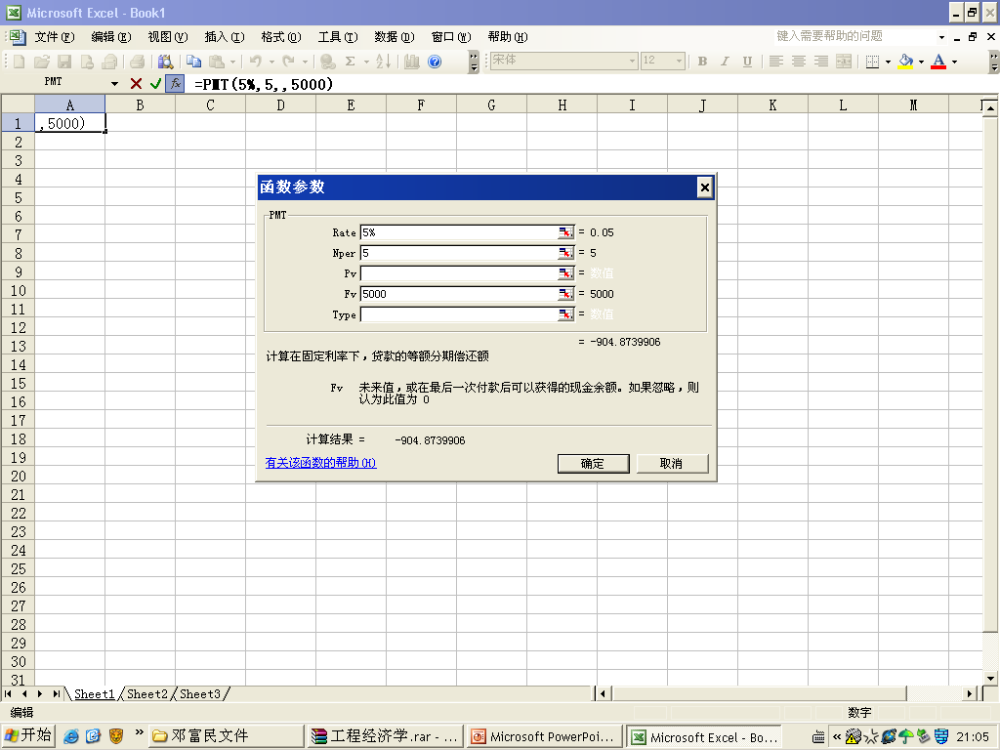 Microsoft Excel - Book1
文件(F) 编辑(E) 视图(V) 插入(I) 格式(O) 工具(T) 数据(D) 窗口(W) 帮助(H) 键入需要帮助的问题
宋体 12 B I U A
PMT fx =PMT(5%,5,,5000)
A B C D E F G H I J K L M
1 ,5000)
2
3
4
5
6
7
8
9
10
11
12
13
14
15
16
17
18
19
20
21
22
23
24
25
26
27
28
29
30
31
函数参数
PMT
Rate 5% = 0.05
Nper 5 = 5
Pv = 数值
Fv 5000 = 5000
Type = 数值
= -904.8739906
计算在固定利率下，贷款的等额分期偿还额
Fv 未来值，或在最后一次付款后可以获得的现金余额。如果忽略，则
认为此值为 0
计算结果 = -904.8739906
有关该函数的帮助(H)
确定 取消
Sheet1 Sheet2 Sheet3
编辑 数字
开始 » 邓富民文件 工程经济学.rar - ... Microsoft PowerPoi... Microsoft Excel - Bo... « 21:05